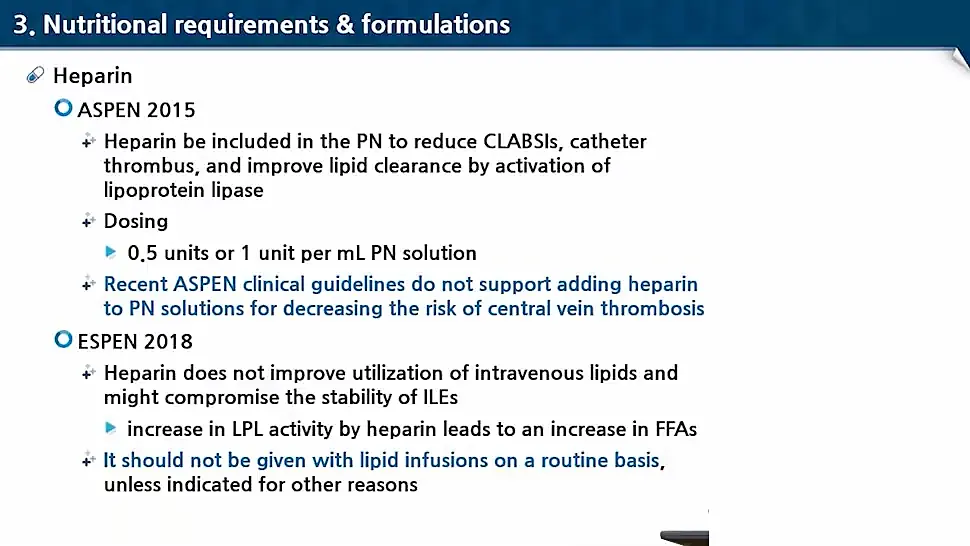 3. Nutritional requirements & formulations
Heparin
ASPEN 2015
Heparin be included in the PN to reduce CLABSIs, catheter
thrombus, and improve lipid clearance by activation of
lipoprotein lipase
Dosing
0.5 units or 1 unit per mL PN solution
Recent ASPEN clinical guidelines do not support adding heparin
to PN solutions for decreasing the risk of central vein thrombosis
ESPEN 2018
Heparin does not improve utilization of intravenous lipids and
might compromise the stability of ILEs
increase in LPL activity by heparin leads to an increase in FFAs
It should not be given with lipid infusions on a routine basis,
unless indicated for other reasons